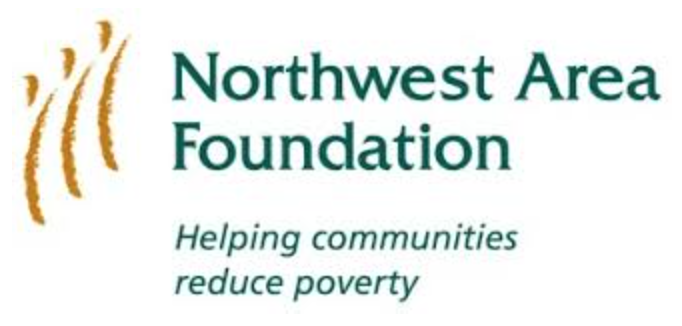 Northwest Area
Foundation
Helping communities
reduce poverty